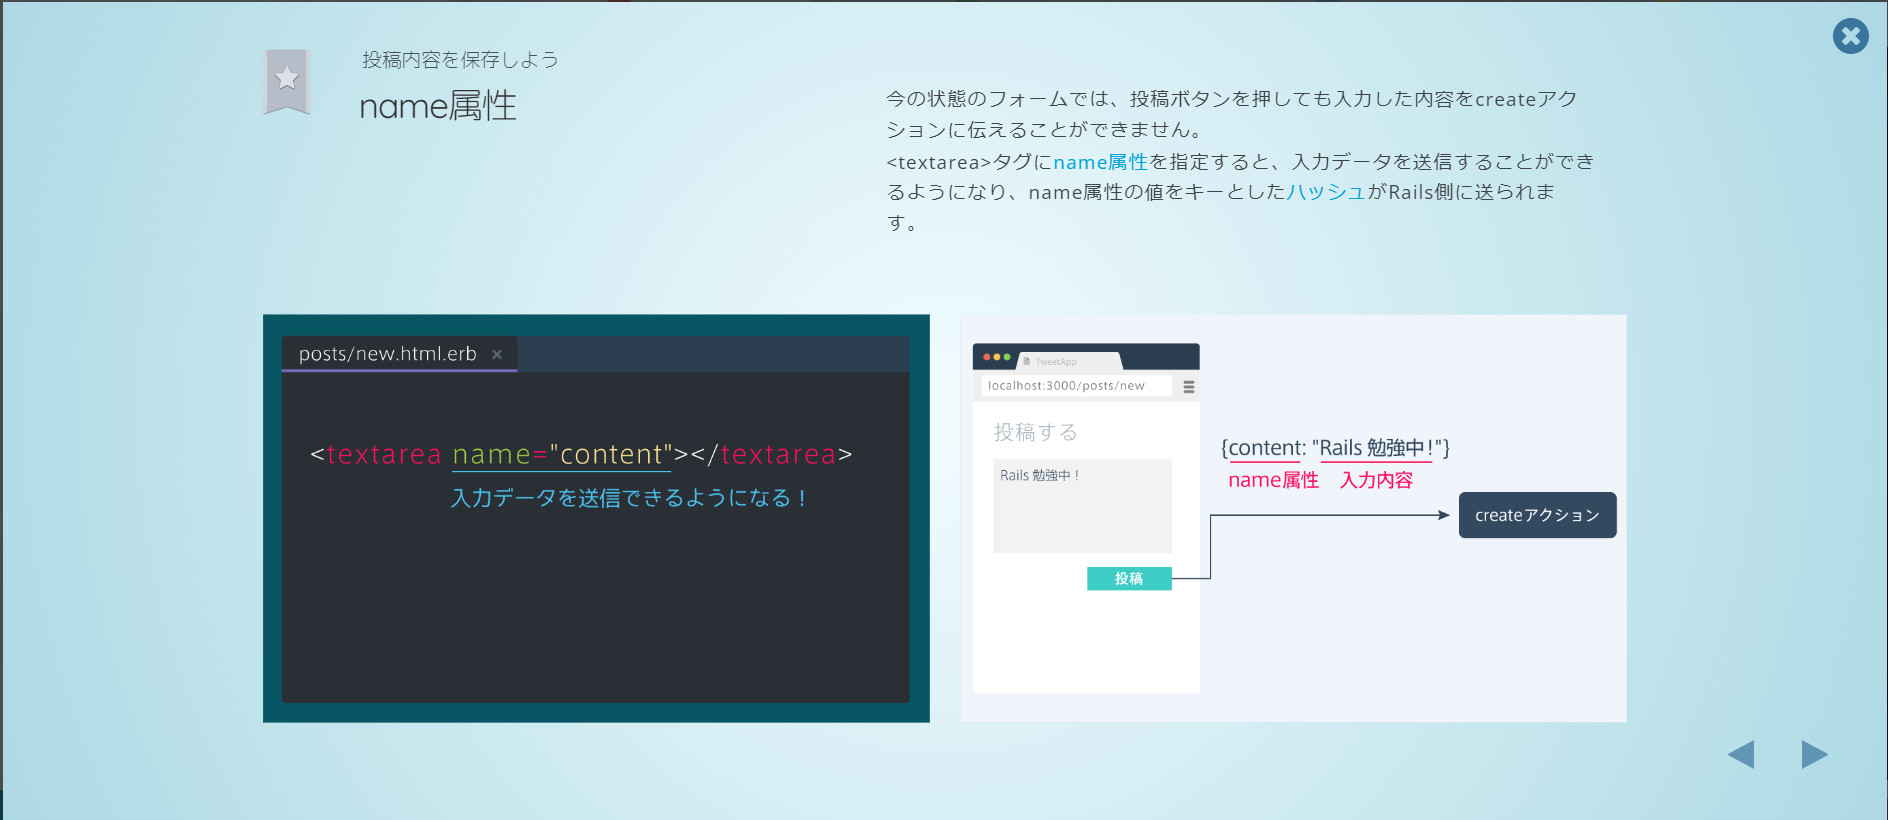 投稿内容を保存しよう
name属性
今の状態のフォームでは、投稿ボタンを押しても入力した内容をcreateアク
ションに伝えることができません。
<textarea>タグにname属性を指定すると、入力データを送信することができ
るようになり、name属性の値をキーとしたハッシュがRails側に送られま
す。
posts/new.html.erb ×
<textarea name="content"></textarea>
入力データを送信できるようになる！
TweetApp
localhost:3000/posts/new
投稿する
Rails 勉強中！
投稿
{content: "Rails 勉強中!"}
name属性 入力内容
createアクション